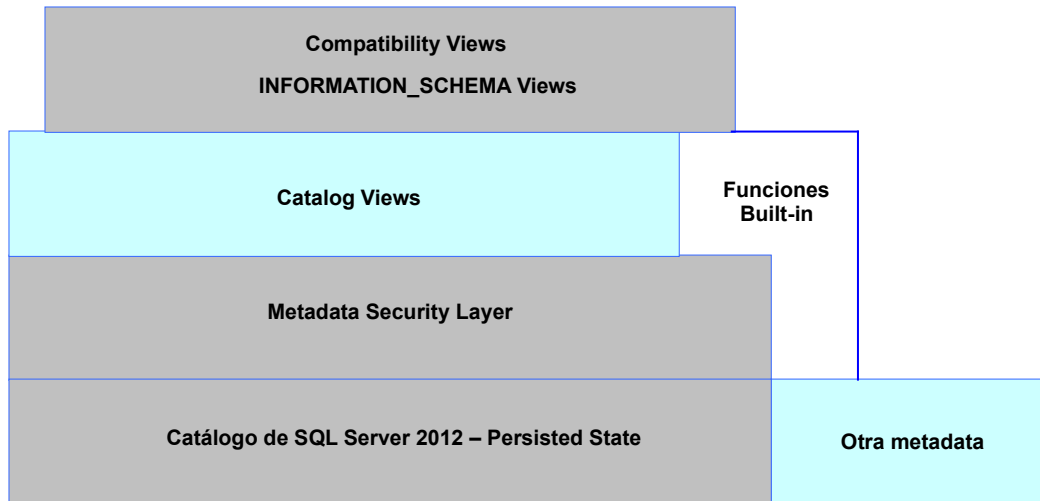 Compatibility Views
INFORMATION_SCHEMA Views
Catalog Views
Funciones
Built-in
Metadata Security Layer
Catálogo de SQL Server 2012 – Persisted State
Otra metadata